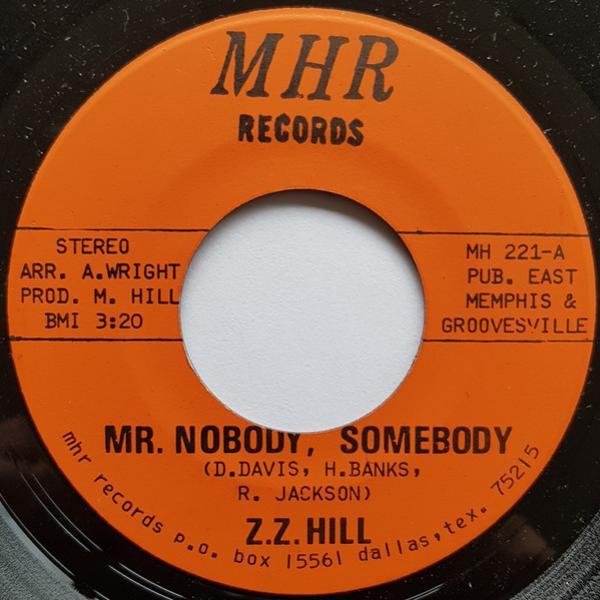 MHR
RECORDS
STEREO
ARR. A.WRIGHT
PROD. M. HILL
BMI 3:20
MH 221-A
PUB. EAST
MEMPHIS &
GROOVESVILLE
MR. NOBODY, SOMEBODY
(D.DAVIS, H.BANKS,
R. JACKSON)
Z.Z. HILL
mhr records p.o. box 15561 dallas, tex. 75215